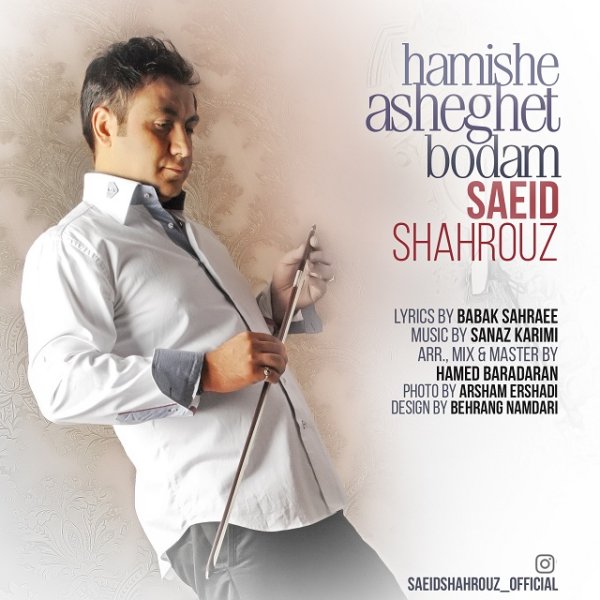 hamishe
asheghet
bodam
SAEID
SHAHROUZ
LYRICS BY BABAK SAHRAEE
MUSIC BY SANAZ KARIMI
ARR., MIX & MASTER BY
HAMED BARADARAN
PHOTO BY ARSHAM ERSHADI
DESIGN BY BEHRANG NAMDARI
SAEIDSHAHROUZ_OFFICIAL